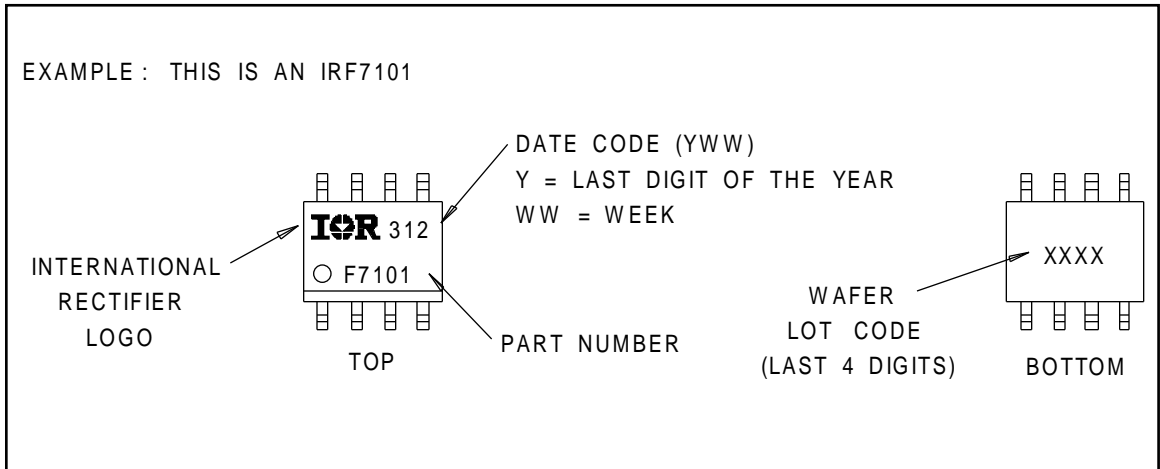 EXAMPLE : THIS IS AN IRF7101
DATE CODE (YWW)
Y = LAST DIGIT OF THE YEAR
WW = WEEK
IOR 312
F7101
INTERNATIONAL
RECTIFIER
LOGO
TOP
PART NUMBER
XXXX
WAFER
LOT CODE
(LAST 4 DIGITS)
BOTTOM